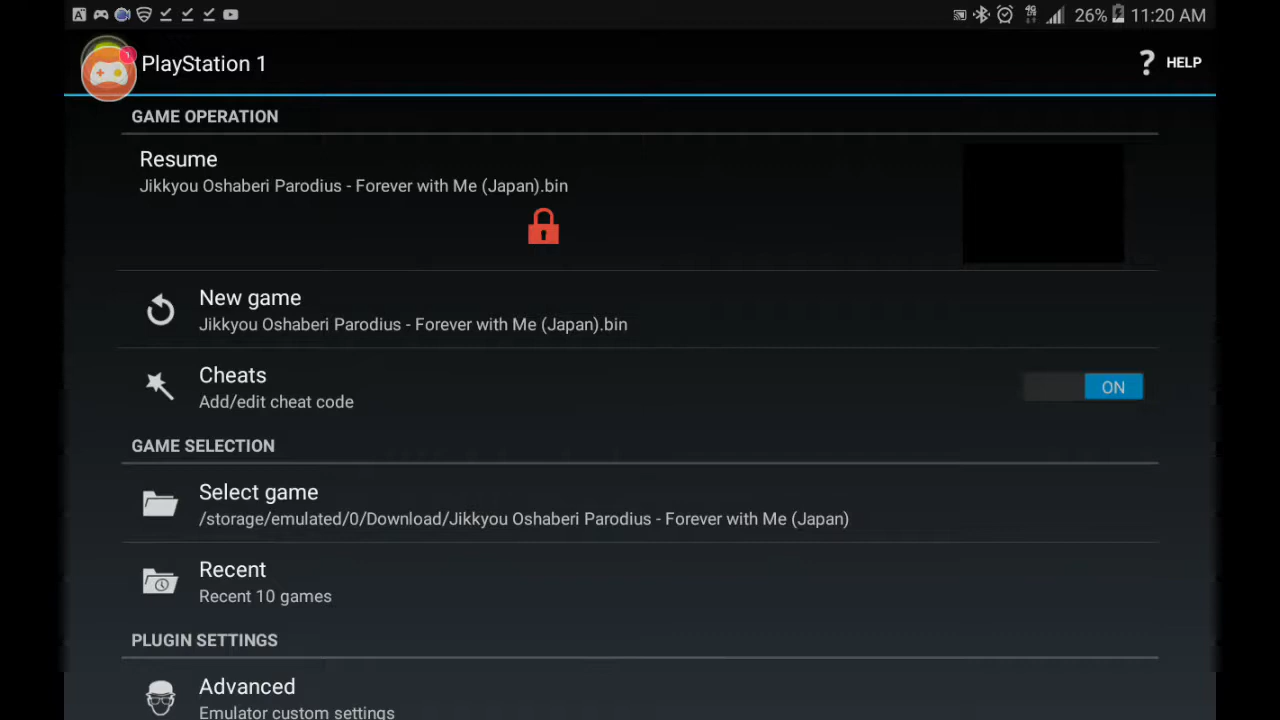 26% 11:20 AM
1
PlayStation 1
? HELP
GAME OPERATION
Resume
Jikkyou Oshaberi Parodius - Forever with Me (Japan).bin
New game
Jikkyou Oshaberi Parodius - Forever with Me (Japan).bin
Cheats
Add/edit cheat code
ON
GAME SELECTION
Select game
/storage/emulated/0/Download/Jikkyou Oshaberi Parodius - Forever with Me (Japan)
Recent
Recent 10 games
PLUGIN SETTINGS
Advanced
Emulator custom settings